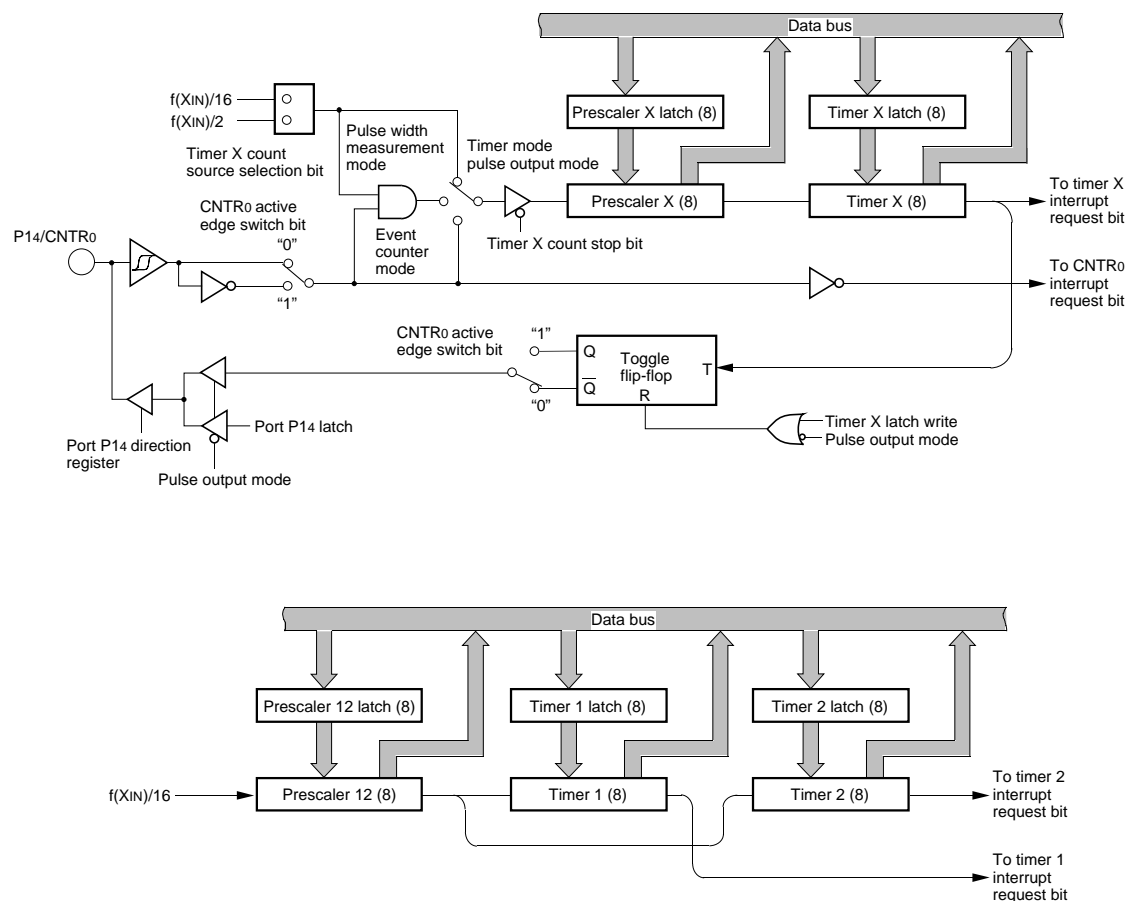 Data bus
f(XIN)/16
f(XIN)/2
Timer X count
source selection bit
Pulse width
measurement
mode
Timer mode
pulse output mode
Prescaler X latch (8)
Timer X latch (8)
Prescaler X (8)
Timer X (8)
To timer X
interrupt
request bit
CNTR0 active
edge switch bit
Event
counter
mode
Timer X count stop bit
P14/CNTR0
“0”
“1”
To CNTR0
interrupt
request bit
CNTR0 active
edge switch bit
“1”
“0”
Q
Q̅
Toggle
flip-flop
T
R
Timer X latch write
Pulse output mode
Port P14 latch
Port P14 direction
register
Pulse output mode
Data bus
Prescaler 12 latch (8)
Timer 1 latch (8)
Timer 2 latch (8)
f(XIN)/16
Prescaler 12 (8)
Timer 1 (8)
Timer 2 (8)
To timer 2
interrupt
request bit
To timer 1
interrupt
request bit